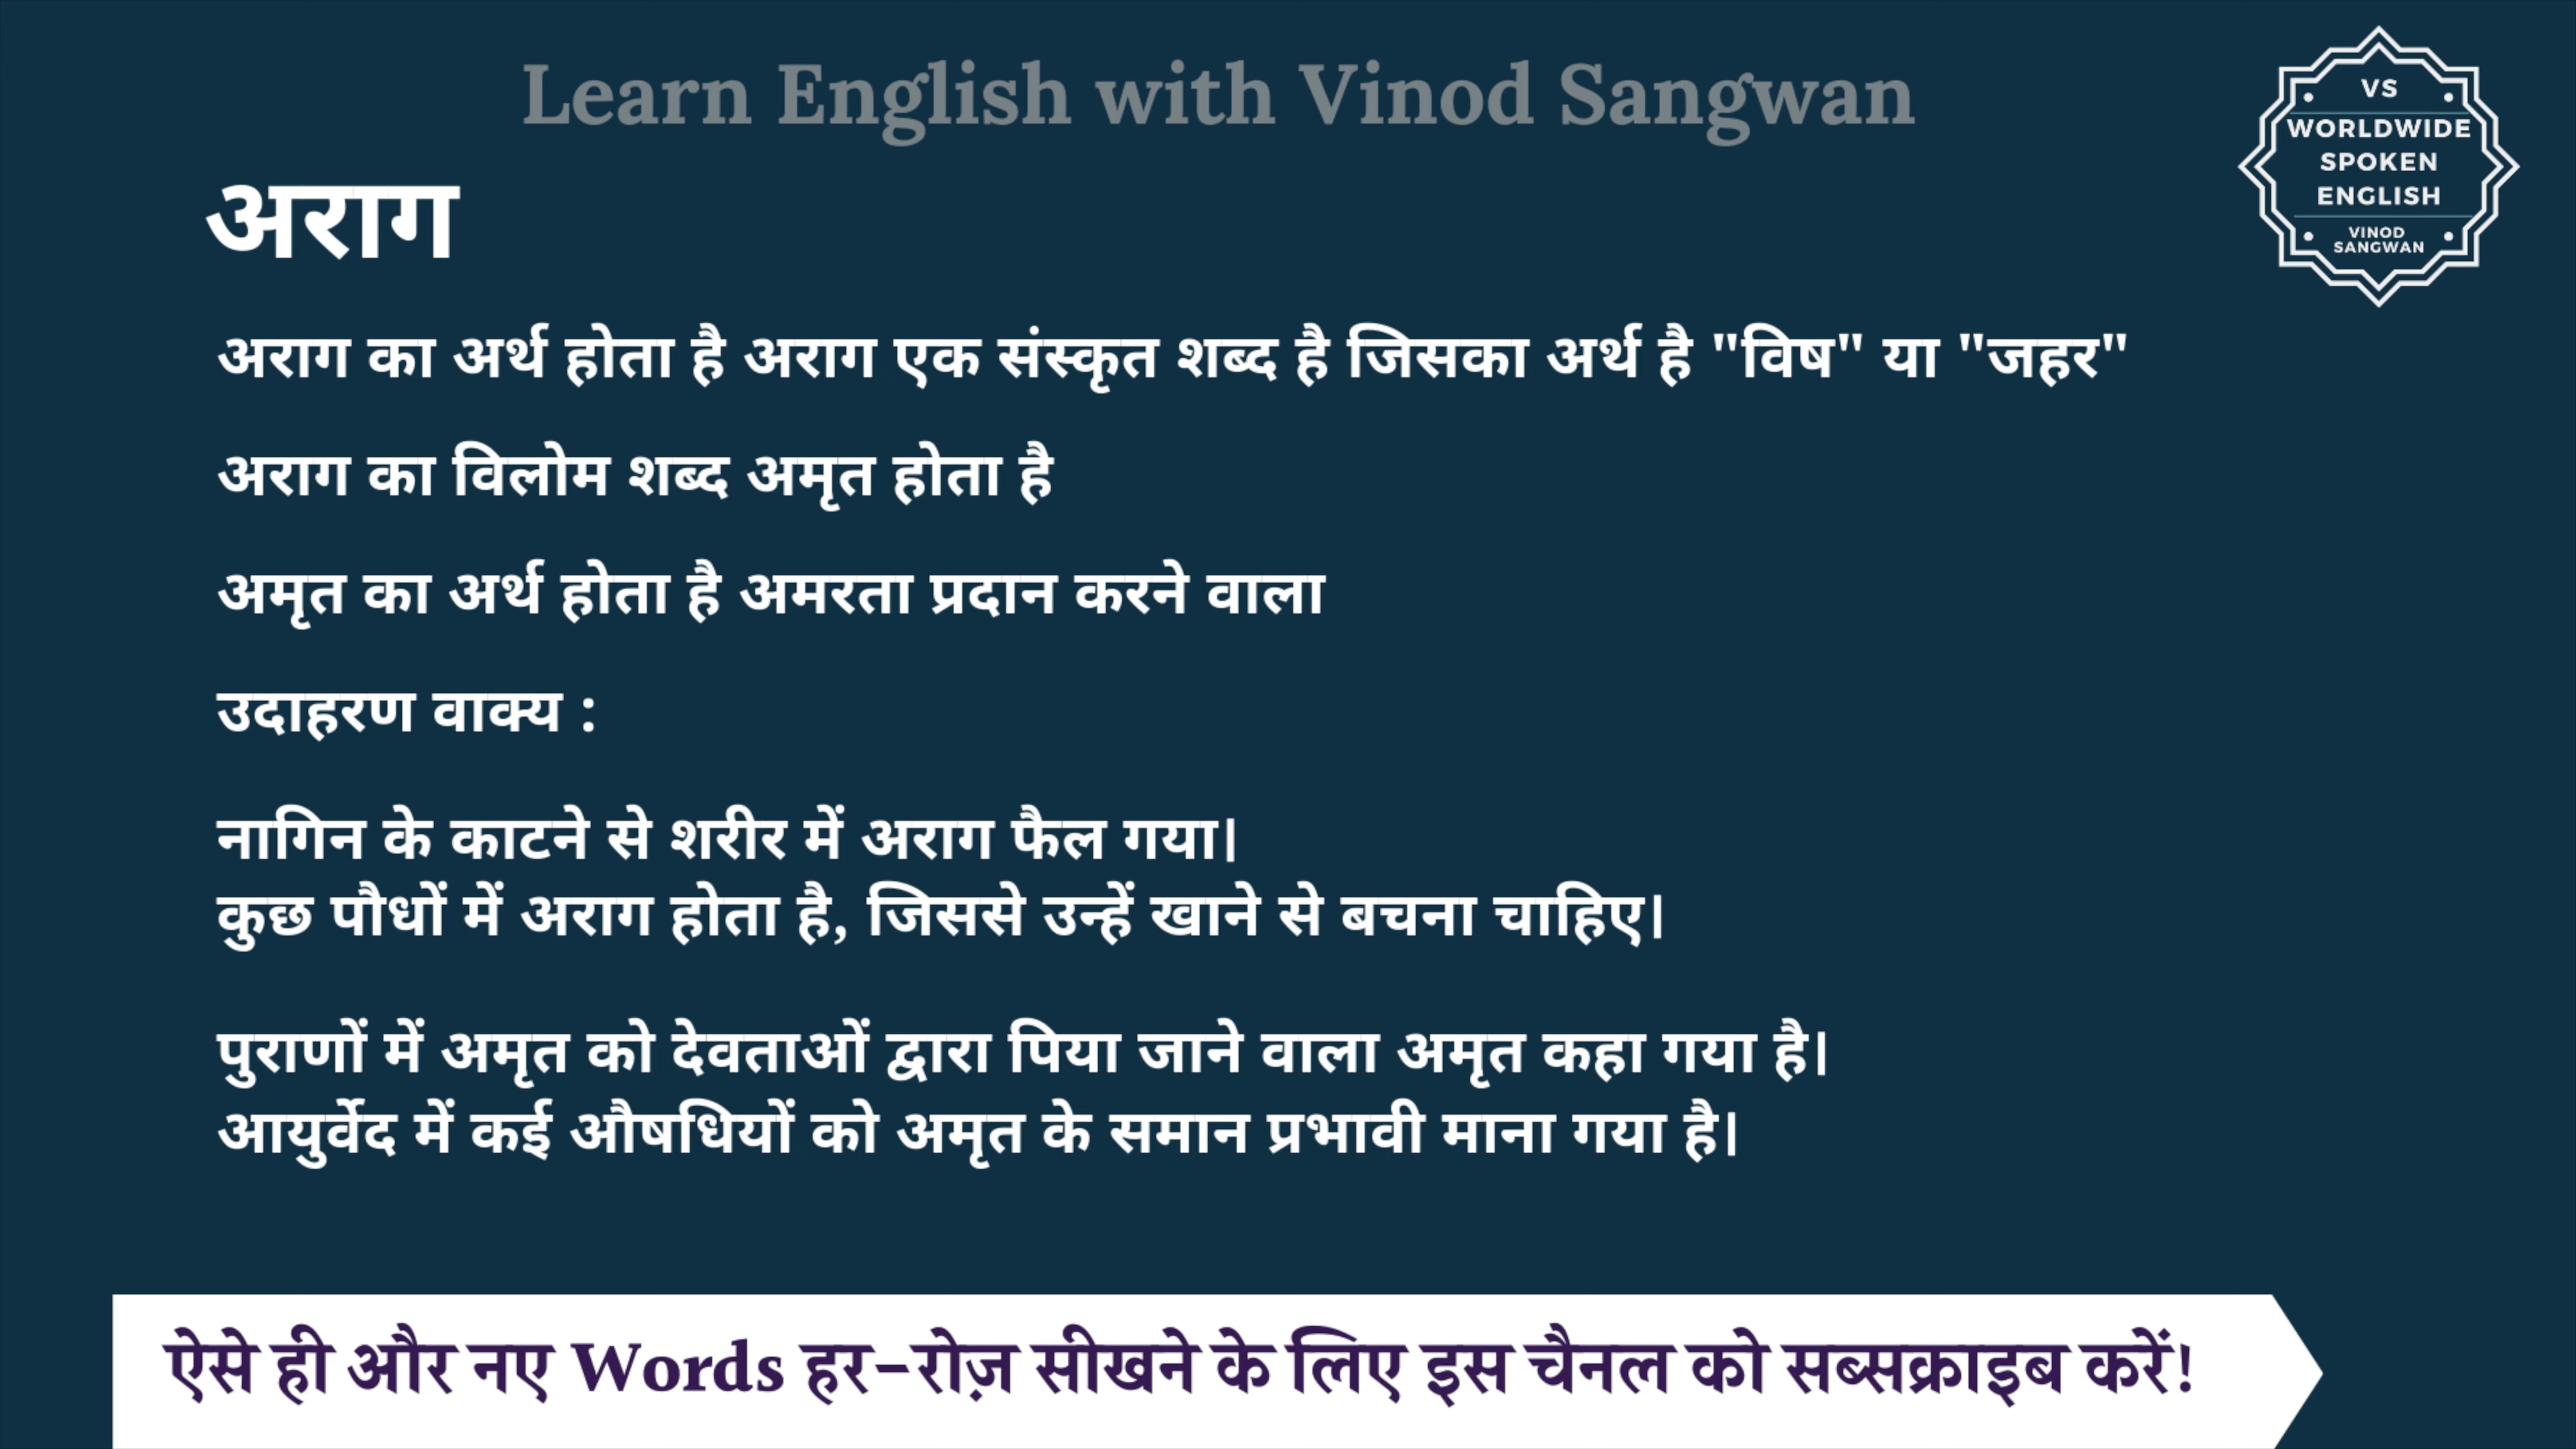 Learn English with Vinod Sangwan
VS
WORLDWIDE
SPOKEN
ENGLISH
VINOD
SANGWAN
अराग
अराग का अर्थ होता है अराग एक संस्कृत शब्द है जिसका अर्थ है "विष" या "जहर"
अराग का विलोम शब्द अमृत होता है
अमृत का अर्थ होता है अमरता प्रदान करने वाला
उदाहरण वाक्य :
नागिन के काटने से शरीर में अराग फैल गया।
कुछ पौधों में अराग होता है, जिससे उन्हें खाने से बचना चाहिए।
पुराणों में अमृत को देवताओं द्वारा पिया जाने वाला अमृत कहा गया है।
आयुर्वेद में कई औषधियों को अमृत के समान प्रभावी माना गया है।
ऐसे ही और नए Words हर-रोज़ सीखने के लिए इस चैनल को सब्सक्राइब करें!